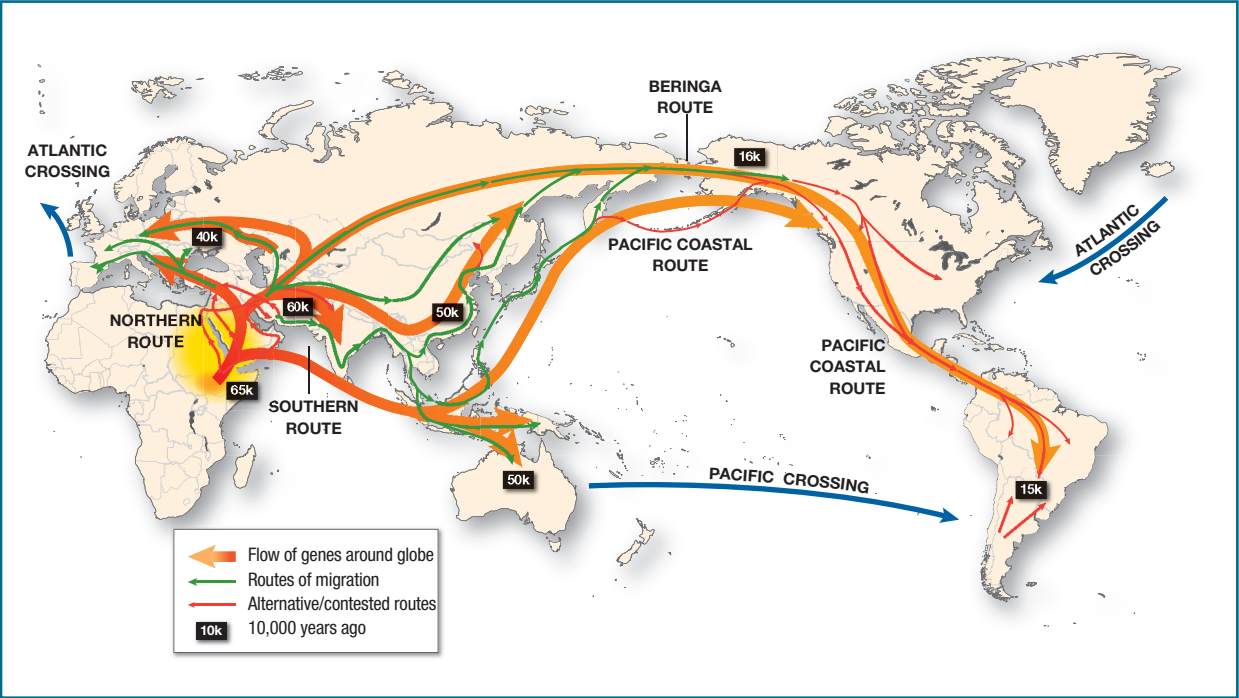 BERINGA
ROUTE
ATLANTIC
CROSSING
16k
40k
PACIFIC COASTAL
ROUTE
ATLANTIC
CROSSING
NORTHERN
ROUTE
60k
50k
PACIFIC
COASTAL
ROUTE
65k
SOUTHERN
ROUTE
50k
PACIFIC CROSSING
15k
Flow of genes around globe
Routes of migration
Alternative/contested routes
10k 10,000 years ago